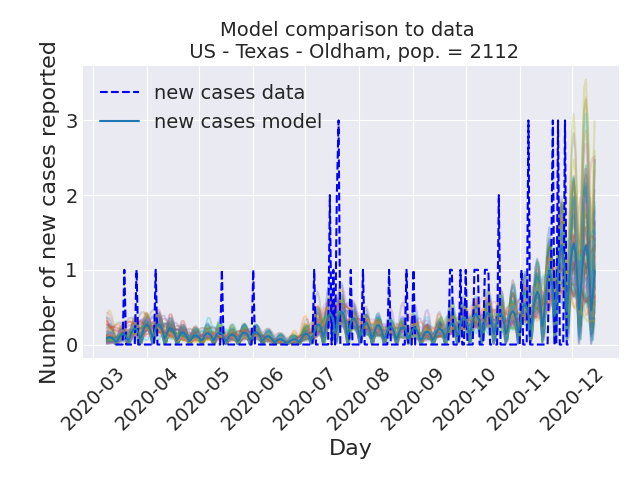 Model comparison to data
US - Texas - Oldham, pop. = 2112
new cases data
new cases model
Number of new cases reported
3
2
1
0
2020-03
2020-04
2020-05
2020-06
2020-07
2020-08
2020-09
2020-10
2020-11
2020-12
Day